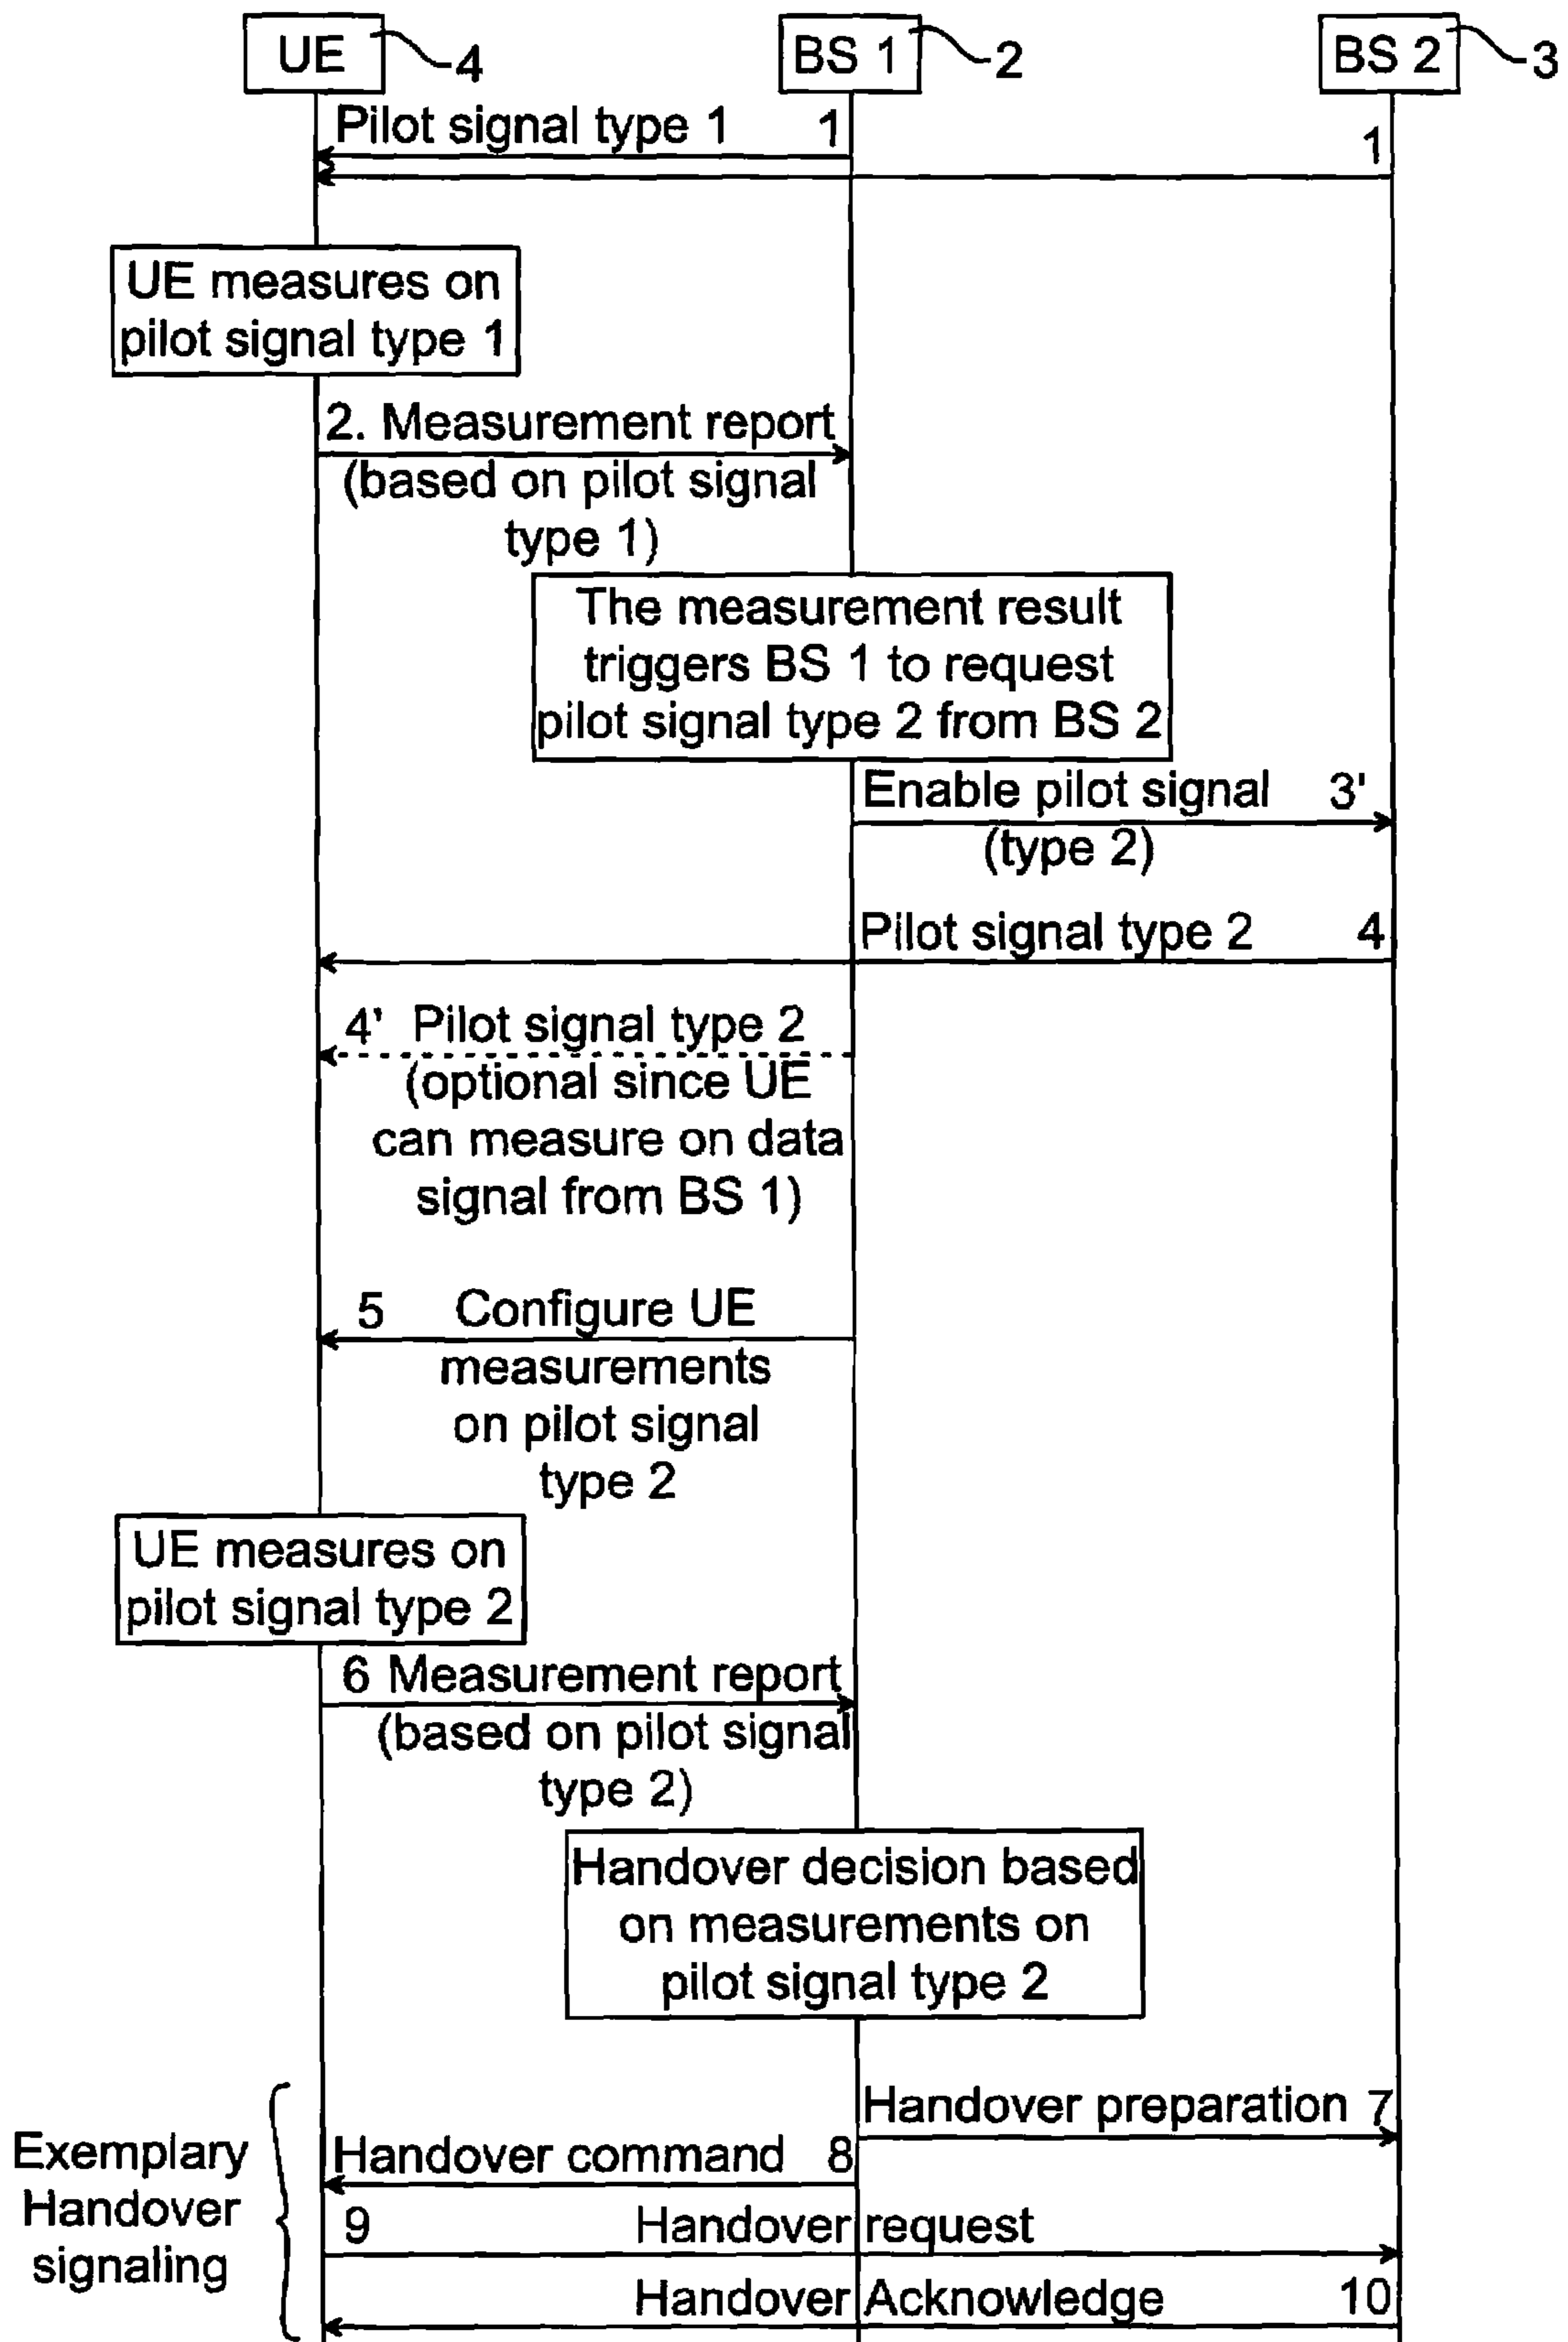 UE
4
BS 1
2
BS 2
3
Pilot signal type 1 1
1
UE measures on
pilot signal type 1
2. Measurement report
(based on pilot signal
type 1)
The measurement result
triggers BS 1 to request
pilot signal type 2 from BS 2
Enable pilot signal 3'
(type 2)
Pilot signal type 2 4
4' Pilot signal type 2
(optional since UE
can measure on data
signal from BS 1)
5 Configure UE
measurements
on pilot signal
type 2
UE measures on
pilot signal type 2
6 Measurement report
(based on pilot signal
type 2)
Handover decision based
on measurements on
pilot signal type 2
Exemplary
Handover
signaling
Handover preparation 7
Handover command 8
9 Handover request
Handover Acknowledge 10